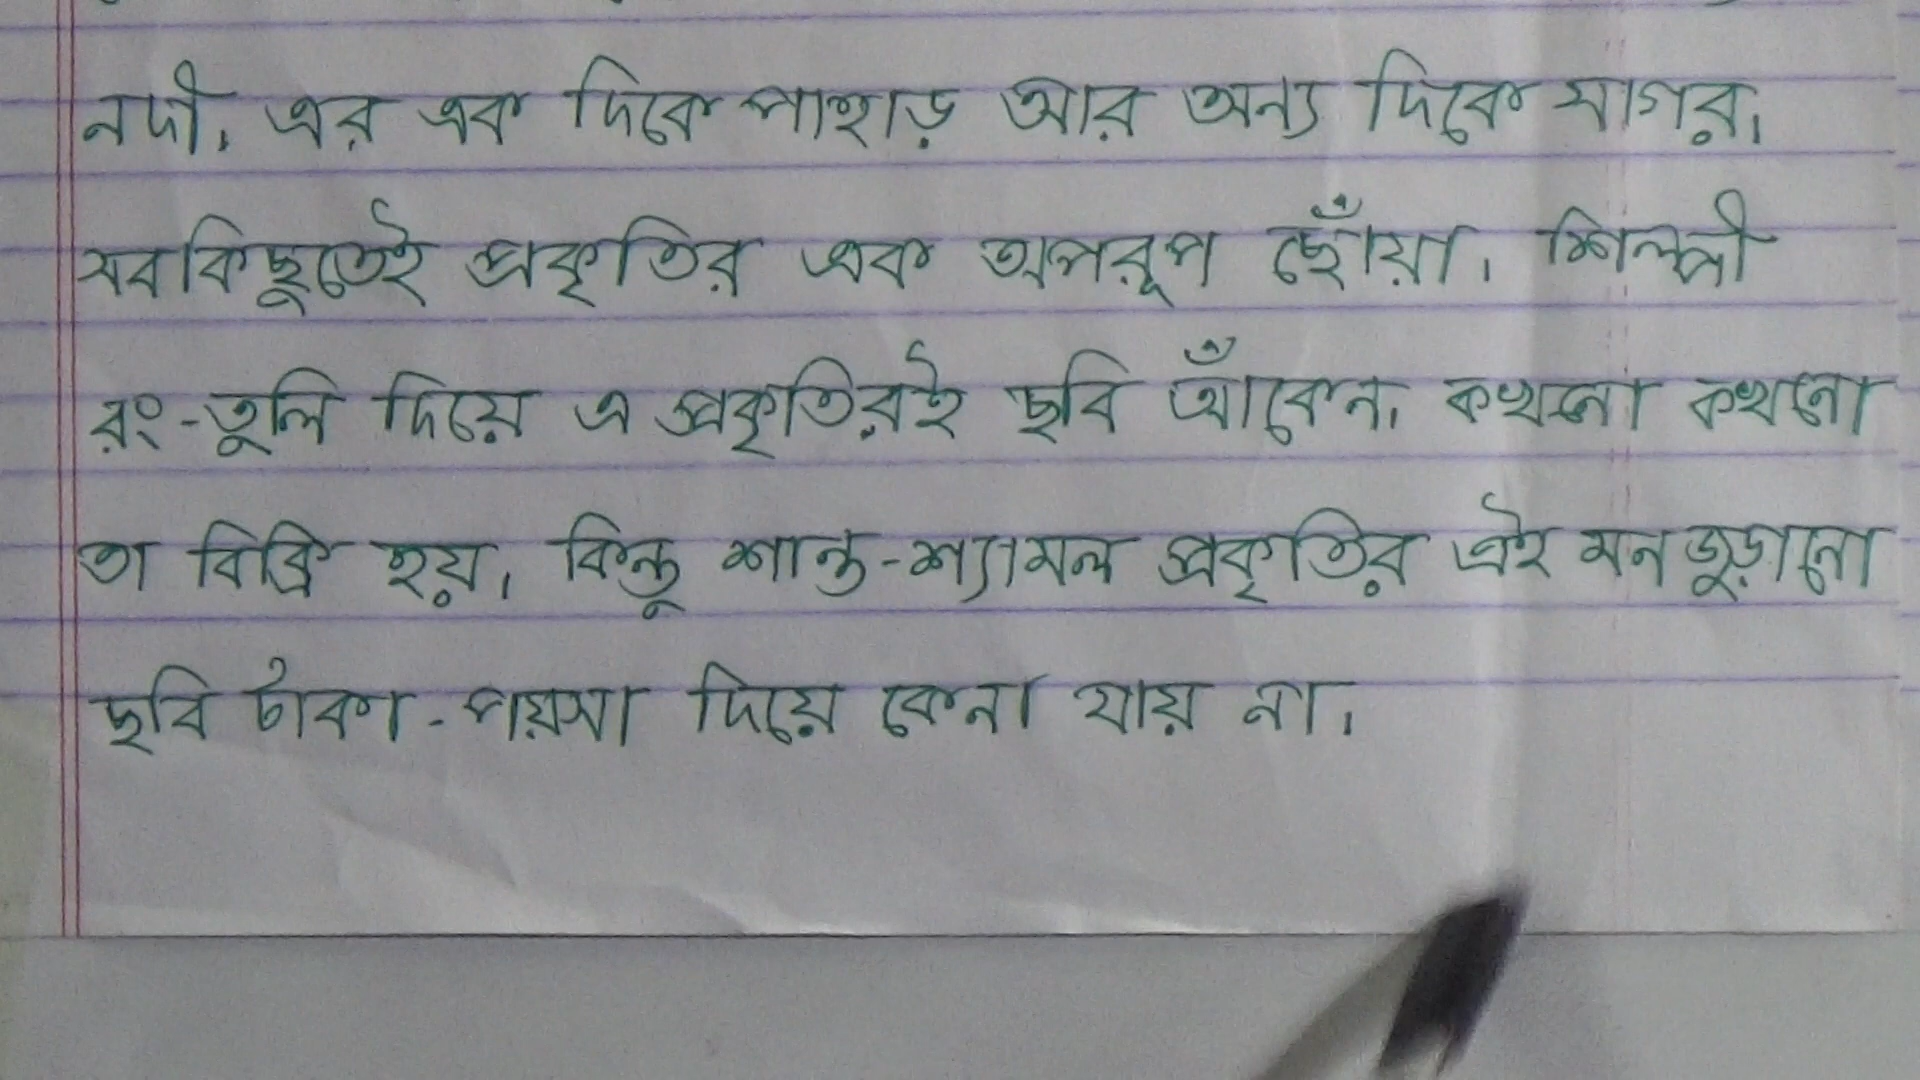 নদী। এর এক দিকে পাহাড় আর অন্য দিকে সাগর।
সবকিছুতেই প্রকৃতির এক অপরূপ ছোঁয়া। শিল্পী
রং-তুলি দিয়ে এ প্রকৃতিরই ছবি আঁকেন। কখনো কখনো
তা বিক্রি হয়। কিন্তু শান্ত-শ্যামল প্রকৃতির এই মন জুড়ানো
ছবি টাকা-পয়সা দিয়ে কেনা যায় না।